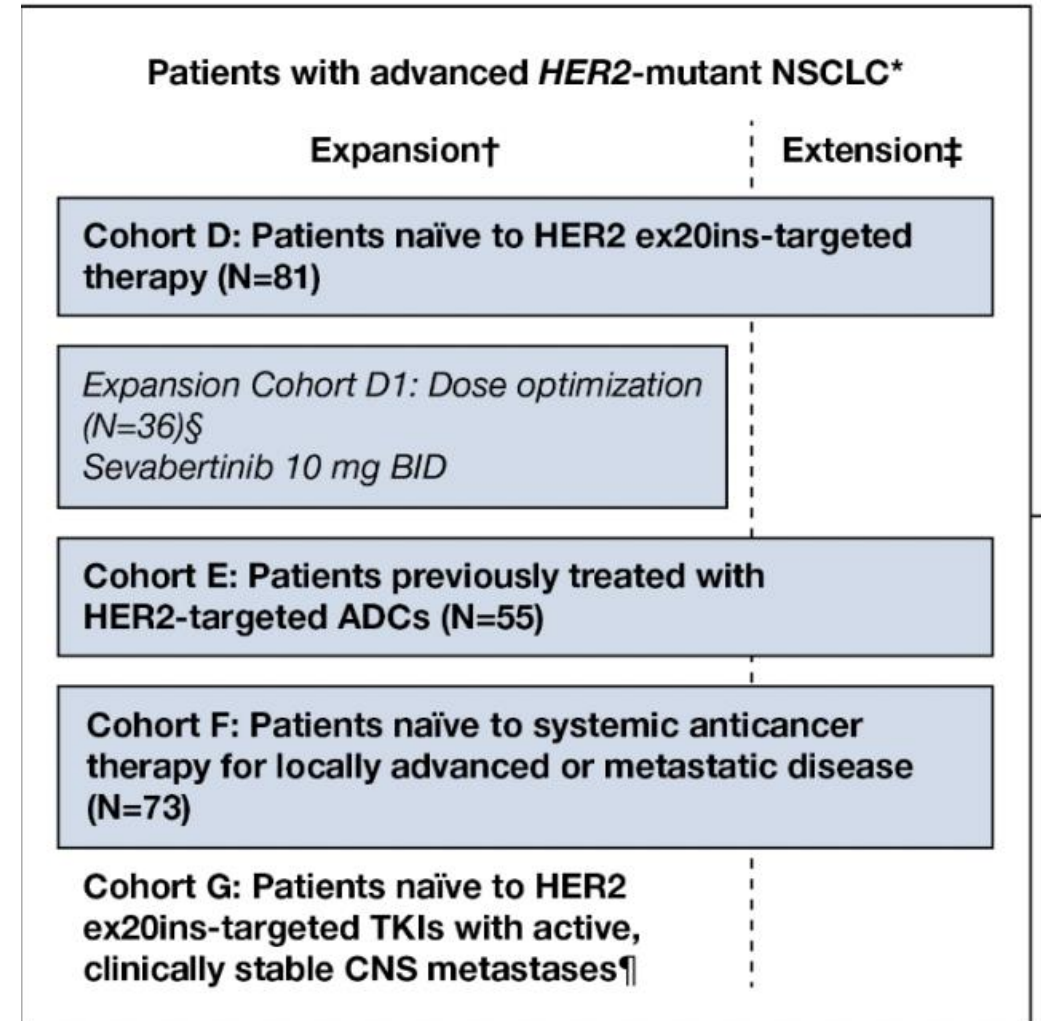 Patients with advanced HER2-mutant NSCLC*
Expansion†
Extension‡
Cohort D: Patients naïve to HER2 ex20ins-targeted
therapy (N=81)
Expansion Cohort D1: Dose optimization
(N=36)§
Sevabertinib 10 mg BID
Cohort E: Patients previously treated with
HER2-targeted ADCs (N=55)
Cohort F: Patients naïve to systemic anticancer
therapy for locally advanced or metastatic disease
(N=73)
Cohort G: Patients naïve to HER2
ex20ins-targeted TKIs with active,
clinically stable CNS metastases¶